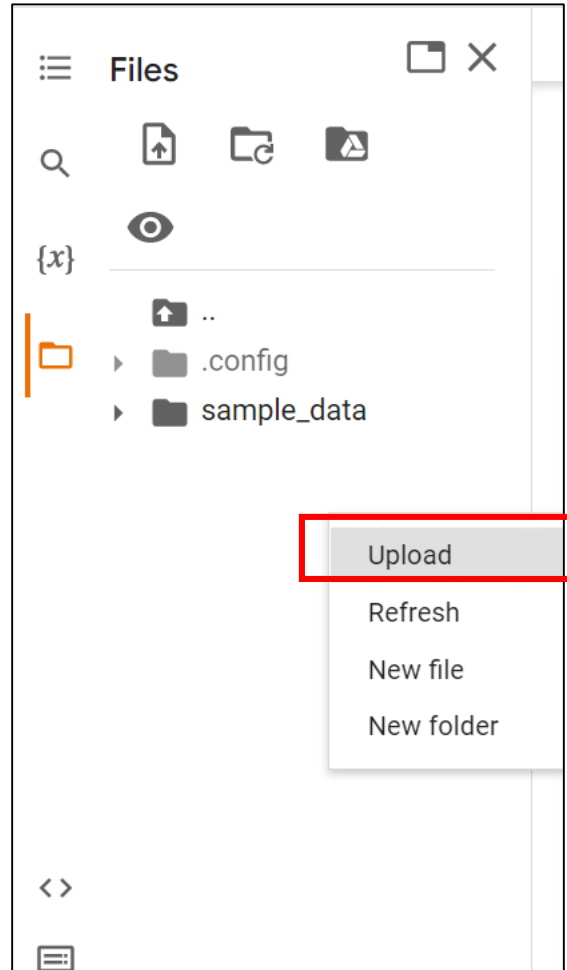 Files
{x}
..
.config
sample_data
Upload
Refresh
New file
New folder